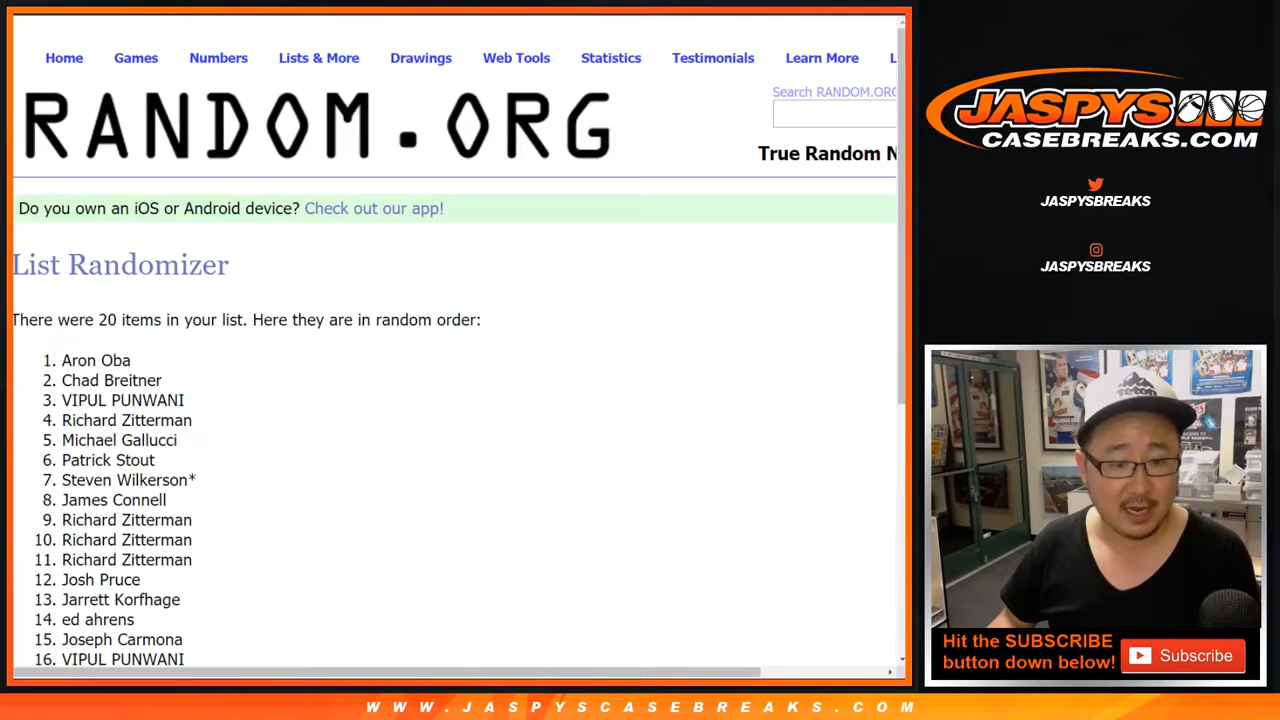 Home Games Numbers Lists & More Drawings Web Tools Statistics Testimonials Learn More L
RANDOM.ORG
Search RANDOM.ORG
True Random N
Do you own an iOS or Android device? Check out our app!
List Randomizer
There were 20 items in your list. Here they are in random order:
1. Aron Oba
2. Chad Breitner
3. VIPUL PUNWANI
4. Richard Zitterman
5. Michael Gallucci
6. Patrick Stout
7. Steven Wilkerson*
8. James Connell
9. Richard Zitterman
10. Richard Zitterman
11. Richard Zitterman
12. Josh Pruce
13. Jarrett Korfhage
14. ed ahrens
15. Joseph Carmona
16. VIPUL PUNWANI
JASPYS
CASEBREAKS.COM
JASPYSBREAKS
JASPYSBREAKS
Hit the SUBSCRIBE
button down below!
Subscribe
WWW.JASPYSCASEBREAKS.COM